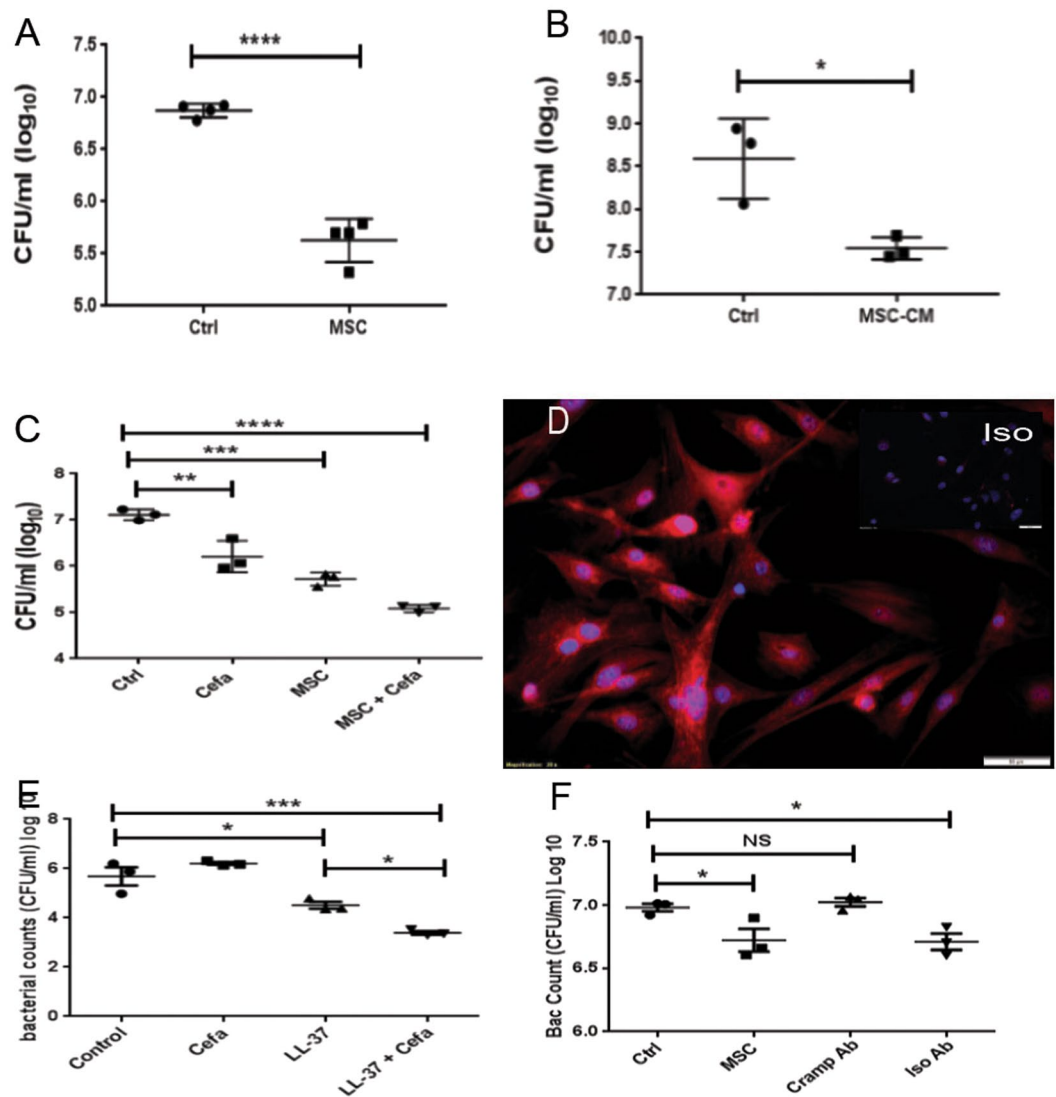 A
****
7.5
7.0
6.5
6.0
5.5
5.0
CFU/ml (log10)
Ctrl
MSC
B
*
10.0
9.5
9.0
8.5
8.0
7.5
7.0
CFU/ml (log10)
Ctrl
MSC-CM
C
****
***
**
8
7
6
5
4
CFU/ml (log10)
Ctrl
Cefa
MSC
MSC + Cefa
D
Iso
E
***
*
*
8
6
4
2
0
bacterial counts (CFU/ml) log 10
Control
Cefa
LL-37
LL-37 + Cefa
F
*
NS
*
7.5
7.0
6.5
6.0
Bac Count (CFU/ml) Log 10
Ctrl
MSC
Cramp Ab
Iso Ab